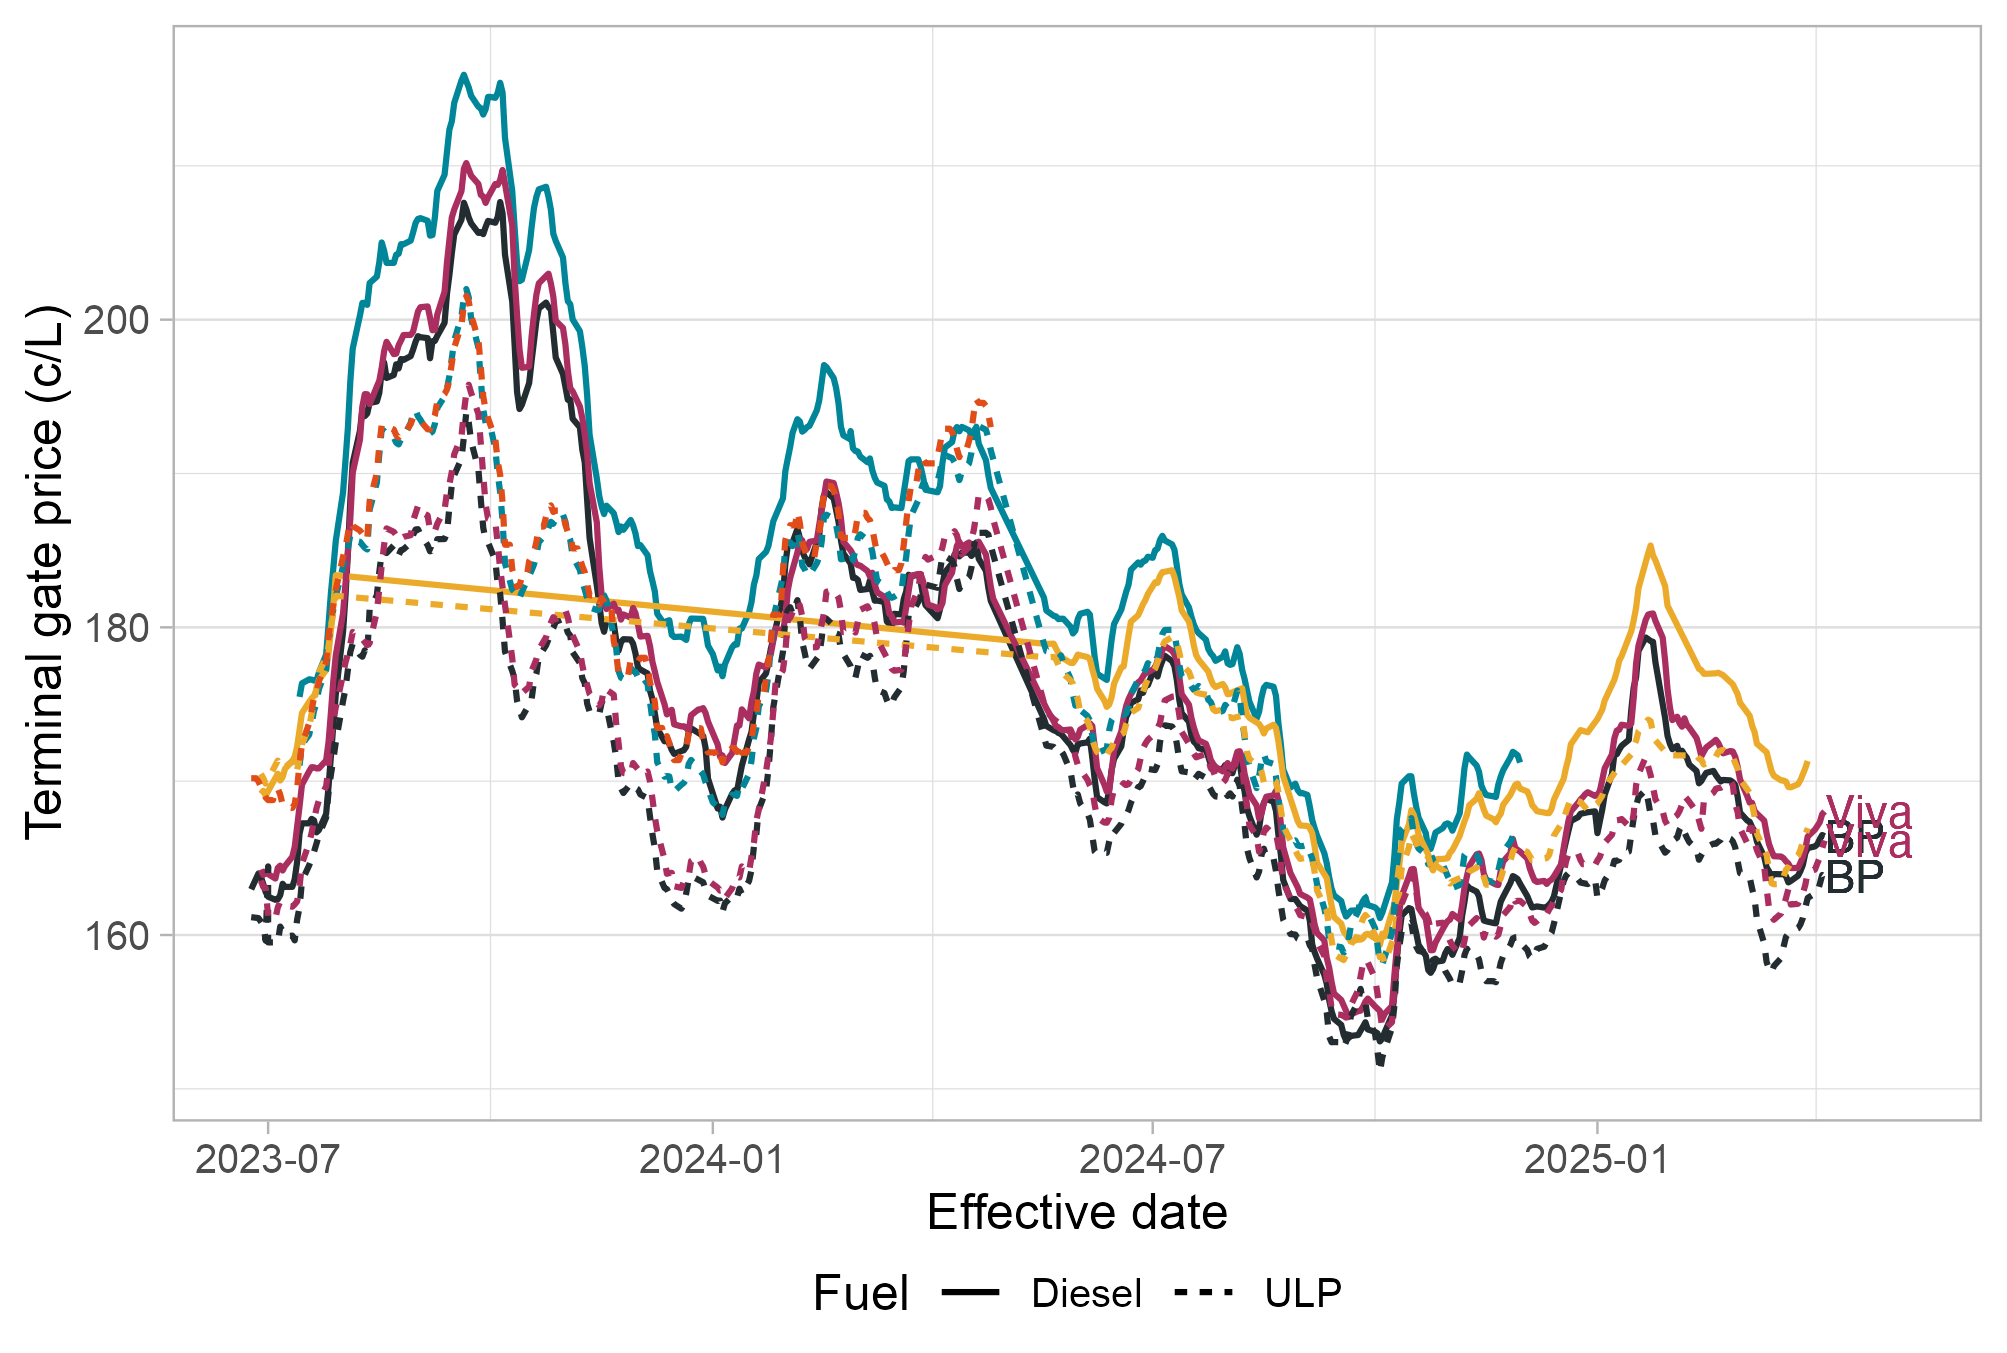 Terminal gate price (c/L)
200
180
160
Viva
BP
Viva
BP
2023-07
2024-01
2024-07
2025-01
Effective date
Fuel
Diesel
ULP